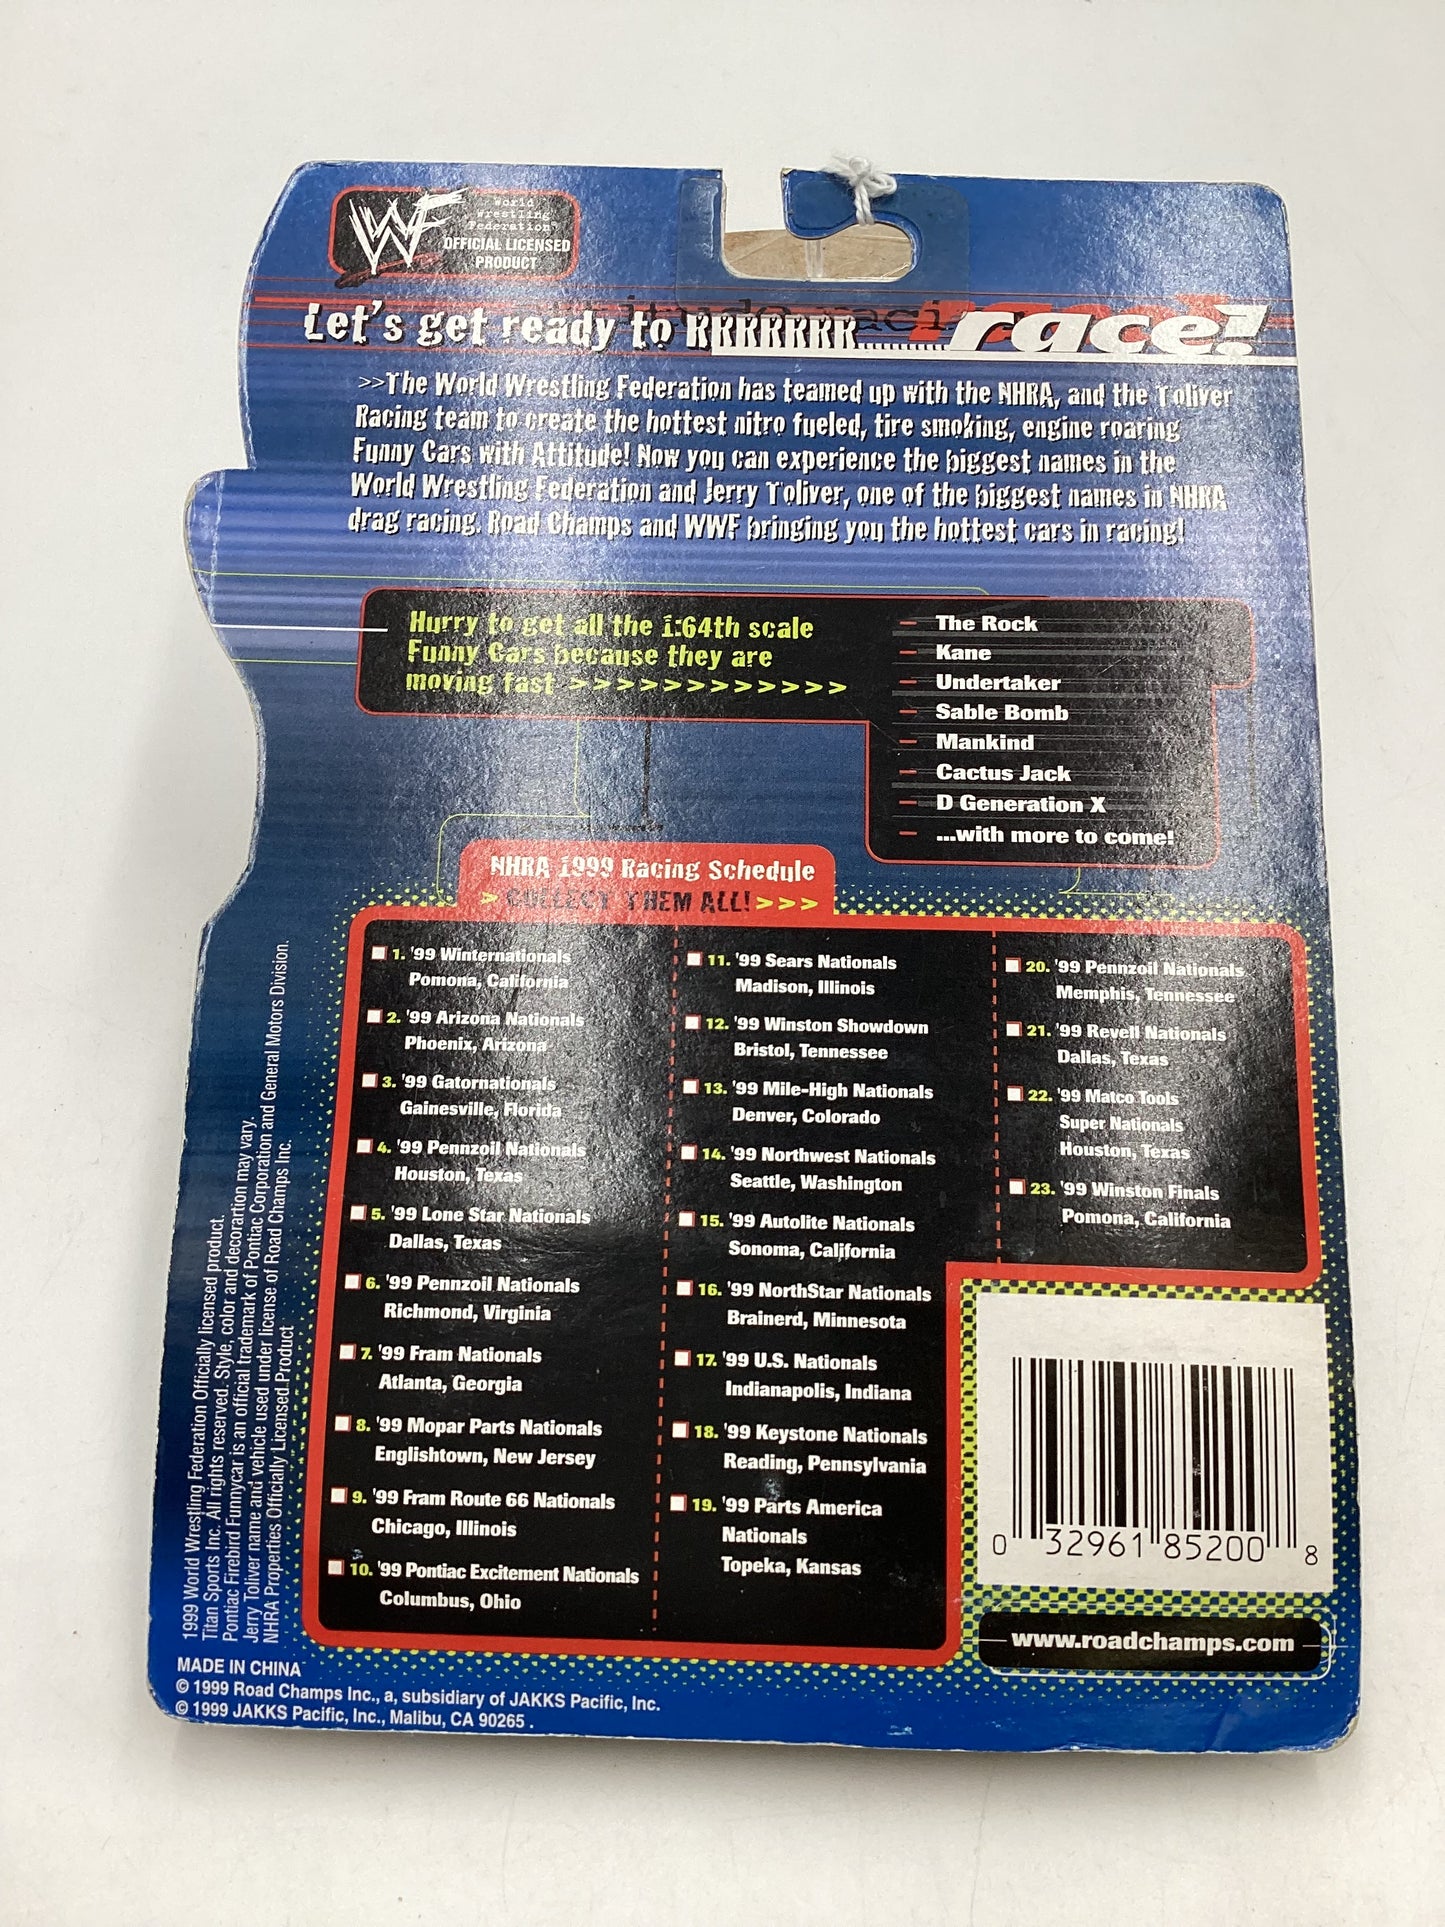 WF
World
Wrestling
Federation
OFFICIAL LICENSED
PRODUCT
Let's get ready to RRRRRRR.......... race!
>>The World Wrestling Federation has teamed up with the NHRA, and the Toliver
Racing team to create the hottest nitro fueled, tire smoking, engine roaring
Funny Cars with Attitude! Now you can experience the biggest names in the
World Wrestling Federation and Jerry Toliver, one of the biggest names in NHRA
drag racing. Road Champs and WWF bringing you the hottest cars in racing!
Hurry to get all the 1:64th scale
Funny Cars because they are
moving fast >>>>>>>>>>>>
– The Rock
– Kane
– Undertaker
– Sable Bomb
– Mankind
– Cactus Jack
– D Generation X
– ...with more to come!
NHRA 1999 Racing Schedule
> COLLECT THEM ALL! >>>
1. '99 Winternationals
Pomona, California
2. '99 Arizona Nationals
Phoenix, Arizona
3. '99 Gatornationals
Gainesville, Florida
4. '99 Pennzoil Nationals
Houston, Texas
5. '99 Lone Star Nationals
Dallas, Texas
6. '99 Pennzoil Nationals
Richmond, Virginia
7. '99 Fram Nationals
Atlanta, Georgia
8. '99 Mopar Parts Nationals
Englishtown, New Jersey
9. '99 Fram Route 66 Nationals
Chicago, Illinois
10. '99 Pontiac Excitement Nationals
Columbus, Ohio
11. '99 Sears Nationals
Madison, Illinois
12. '99 Winston Showdown
Bristol, Tennessee
13. '99 Mile-High Nationals
Denver, Colorado
14. '99 Northwest Nationals
Seattle, Washington
15. '99 Autolite Nationals
Sonoma, California
16. '99 NorthStar Nationals
Brainerd, Minnesota
17. '99 U.S. Nationals
Indianapolis, Indiana
18. '99 Keystone Nationals
Reading, Pennsylvania
19. '99 Parts America
Nationals
Topeka, Kansas
20. '99 Pennzoil Nationals
Memphis, Tennessee
21. '99 Revell Nationals
Dallas, Texas
22. '99 Matco Tools
Super Nationals
Houston, Texas
23. '99 Winston Finals
Pomona, California
0 32961 85200 8
www.roadchamps.com
1999 World Wrestling Federation Officially licensed product.
Titan Sports Inc. All rights reserved. Style, color and decorartion may vary.
Pontiac Firebird Funnycar is an official trademark of Pontiac Corporation and General Motors Division.
Jerry Toliver name and vehicle used under license of Road Champs Inc.
NHRA Properties Officially Licensed Product
MADE IN CHINA
© 1999 Road Champs Inc., a, subsidiary of JAKKS Pacific, Inc.
© 1999 JAKKS Pacific, Inc., Malibu, CA 90265 .